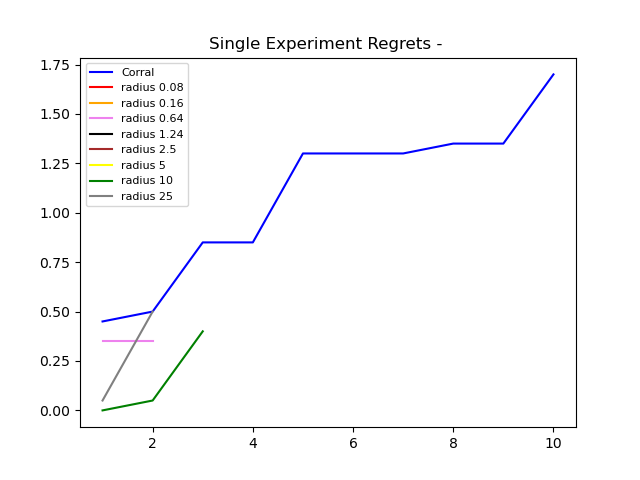 Single Experiment Regrets -
1.75
1.50
1.25
1.00
0.75
0.50
0.25
0.00
Corral
radius 0.08
radius 0.16
radius 0.64
radius 1.24
radius 2.5
radius 5
radius 10
radius 25
2 4 6 8 10